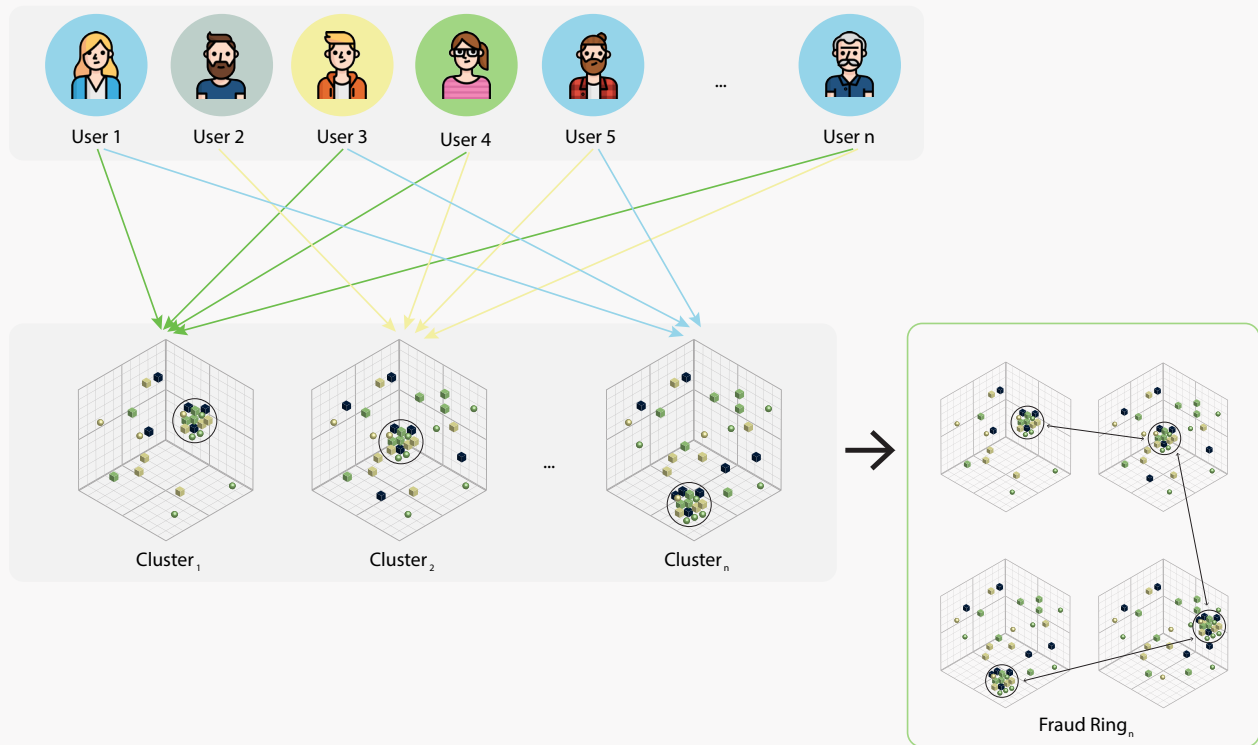 User 1
User 2
User 3
User 4
User 5
...
User n
Cluster₁
Cluster₂
...
Clusterₙ
Fraud Ringₙ